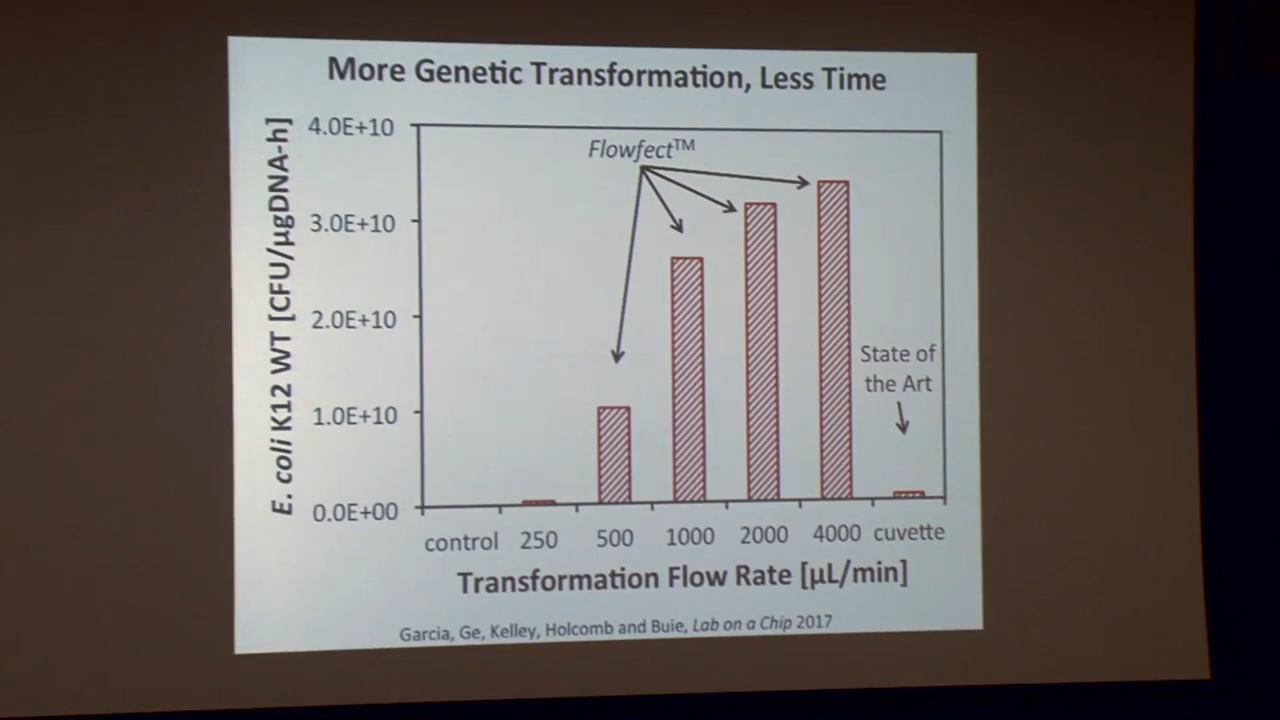 More Genetic Transformation, Less Time
E. coli K12 WT [CFU/μgDNA-h]
4.0E+10
3.0E+10
2.0E+10
1.0E+10
0.0E+00
Flowfect™
State of
the Art
control 250 500 1000 2000 4000 cuvette
Transformation Flow Rate [μL/min]
Garcia, Ge, Kelley, Holcomb and Buie, Lab on a Chip 2017